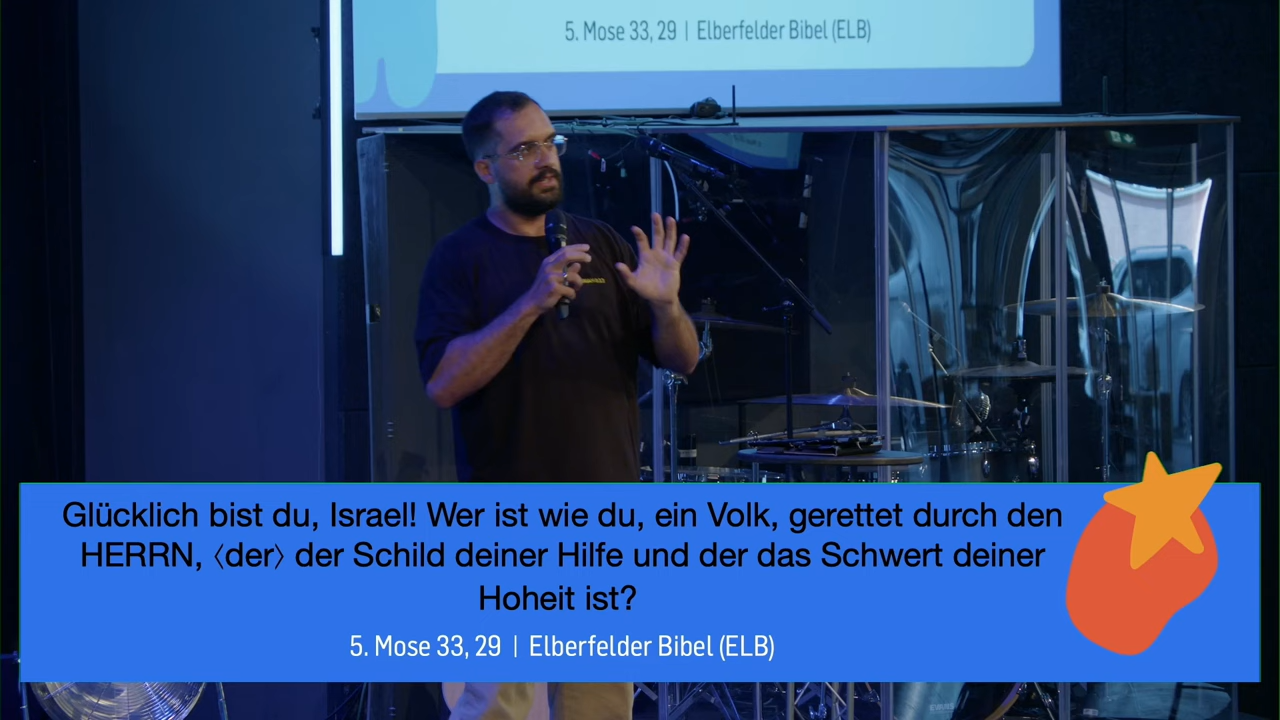 5. Mose 33, 29 | Elberfelder Bibel (ELB)
Glücklich bist du, Israel! Wer ist wie du, ein Volk, gerettet durch den
HERRN, 〈der〉 der Schild deiner Hilfe und der das Schwert deiner
Hoheit ist?
5. Mose 33, 29 | Elberfelder Bibel (ELB)
EVANS